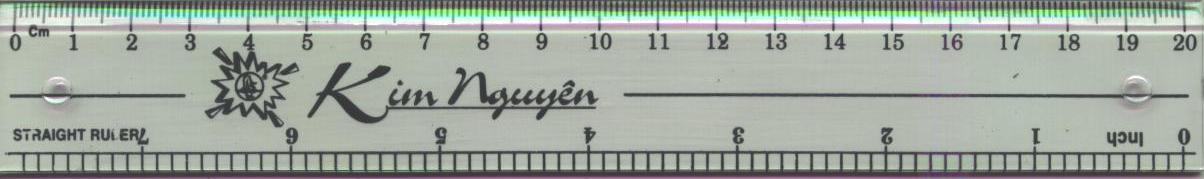 0 Cm 1 2 3 4 5 6 7 8 9 10 11 12 13 14 15 16 17 18 19 20
Kim Nguyên
STRAIGHT RULER
7 6 5 4 3 2 1 Inch 0